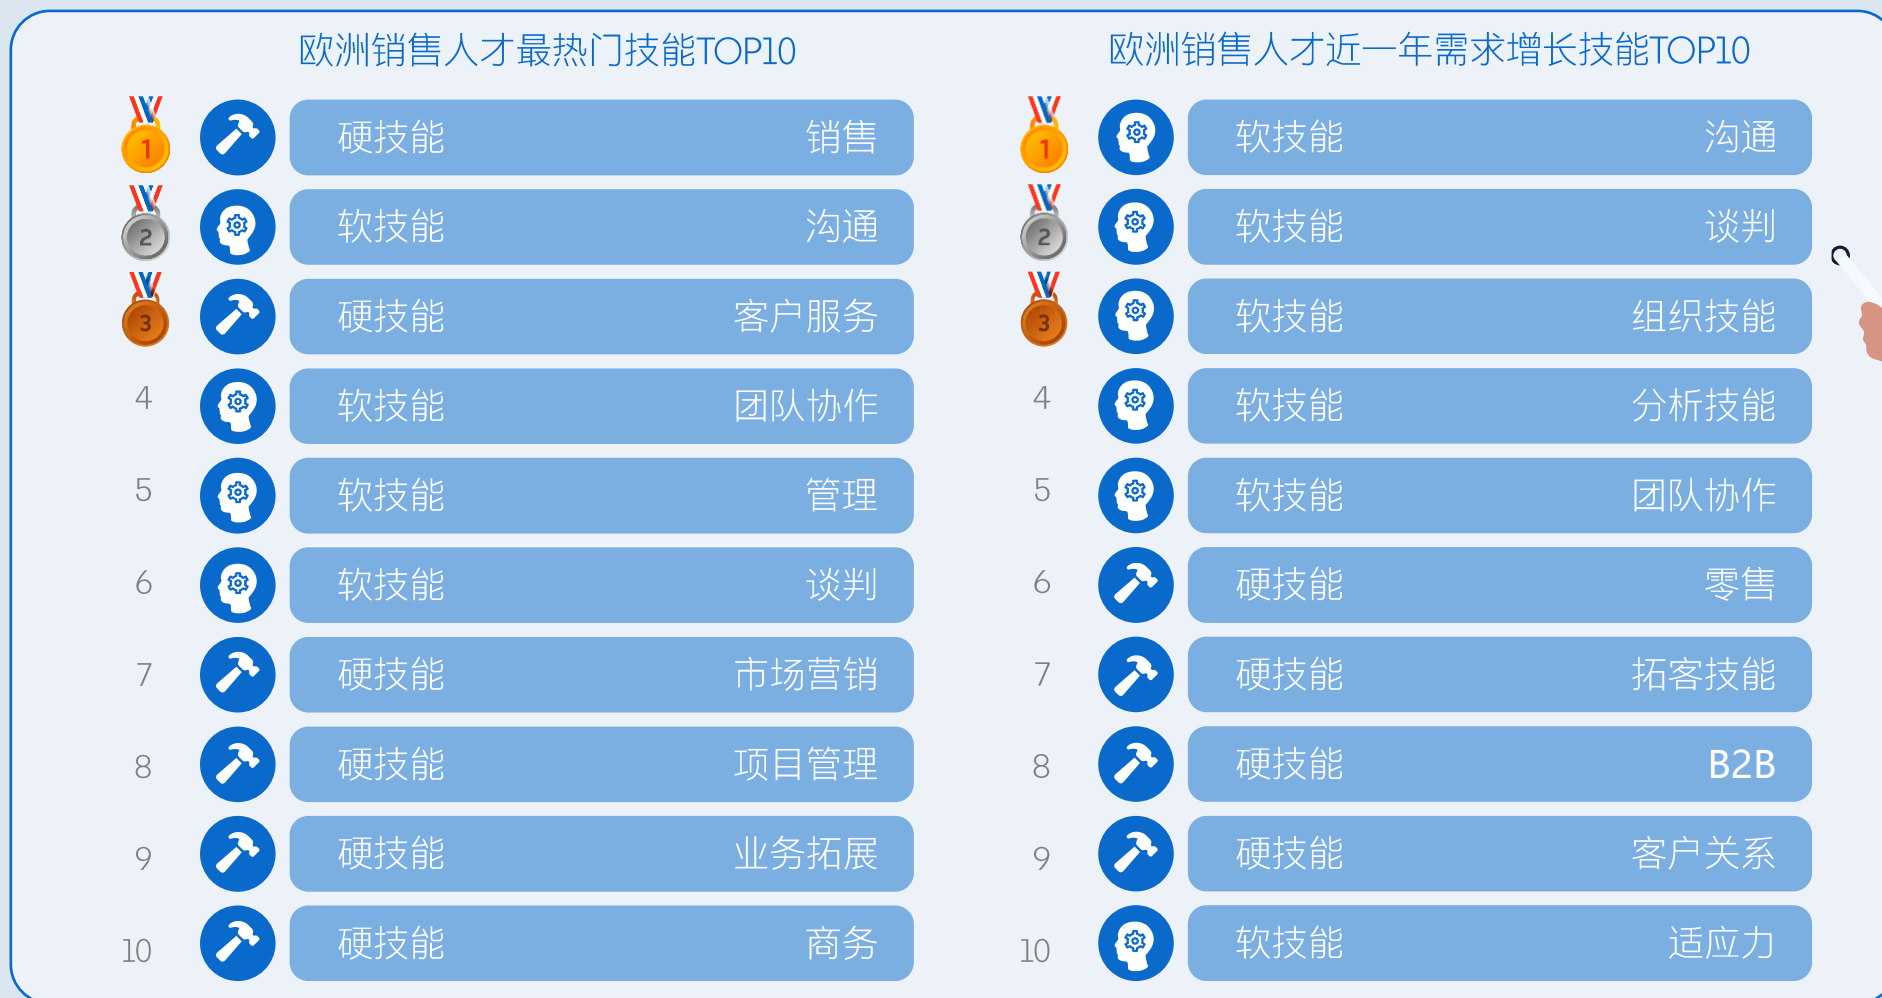 欧洲销售人才最热门技能TOP10
1 硬技能 销售
2 软技能 沟通
3 硬技能 客户服务
4 软技能 团队协作
5 软技能 管理
6 软技能 谈判
7 硬技能 市场营销
8 硬技能 项目管理
9 硬技能 业务拓展
10 硬技能 商务
欧洲销售人才近一年需求增长技能TOP10
1 软技能 沟通
2 软技能 谈判
3 软技能 组织技能
4 软技能 分析技能
5 软技能 团队协作
6 硬技能 零售
7 硬技能 拓客技能
8 硬技能 B2B
9 硬技能 客户关系
10 软技能 适应力